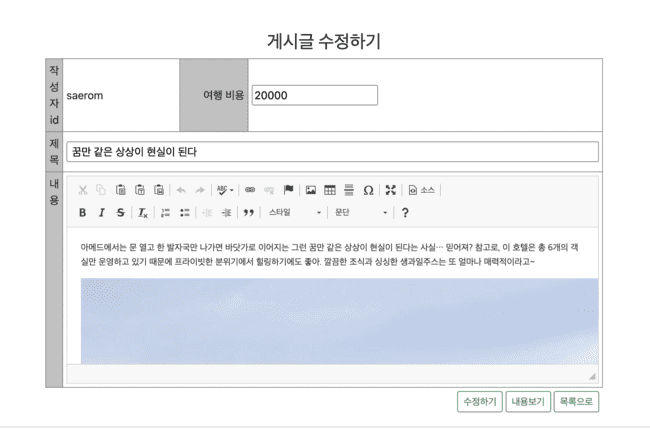 게시글 수정하기
작성자id saerom 여행 비용 20000
제목 꿈만 같은 상상이 현실이 된다
내용
소스
B I S Tx 스타일 문단 ?
아메드에서는 문 열고 한 발자국만 나가면 바닷가로 이어지는 그런 꿈만 같은 상상이 현실이 된다는 사실... 믿어져? 참고로, 이 호텔은 총 6개의 객
실만 운영하고 있기 때문에 프라이빗한 분위기에서 힐링하기에도 좋아. 깔끔한 조식과 싱싱한 생과일주스는 또 얼마나 매력적이라고~
수정하기 내용보기 목록으로